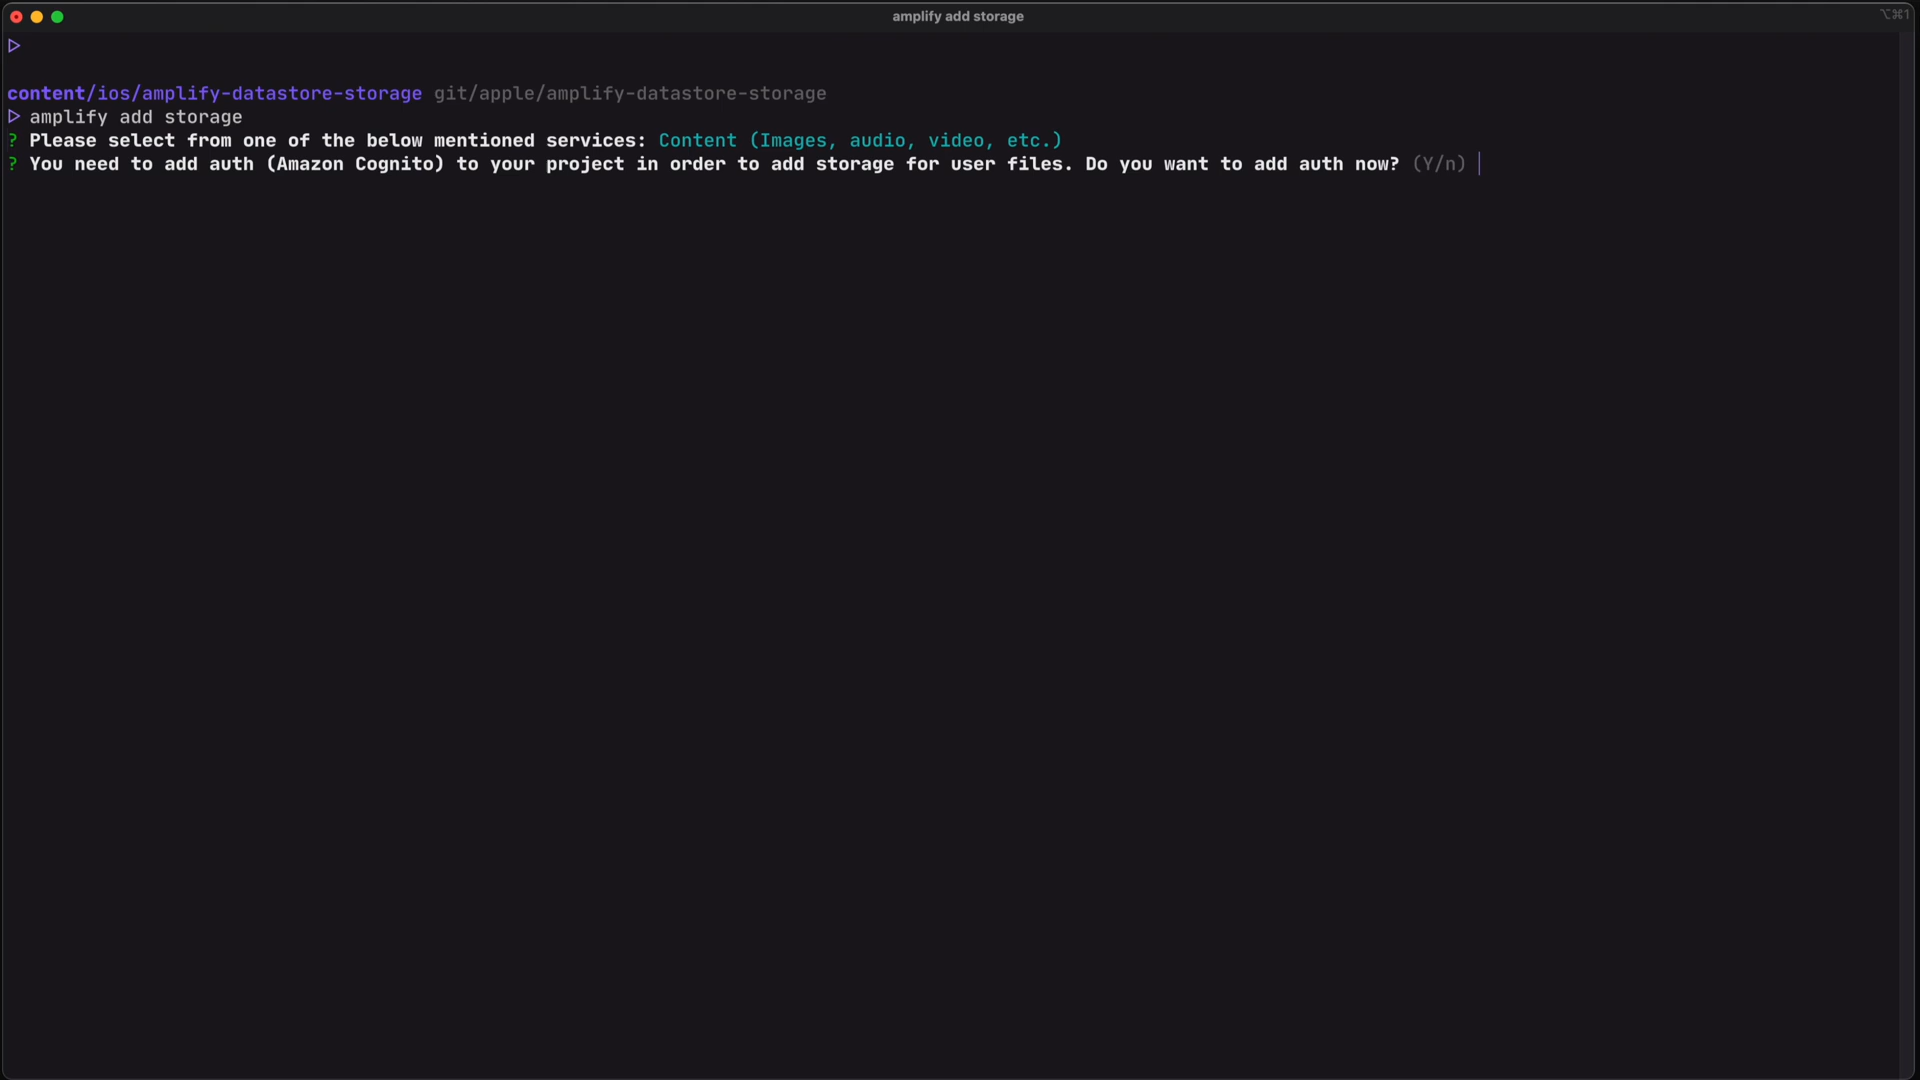 amplify add storage
⌥⌘1
▷
content/ios/amplify-datastore-storage git/apple/amplify-datastore-storage
▷ amplify add storage
? Please select from one of the below mentioned services: Content (Images, audio, video, etc.)
? You need to add auth (Amazon Cognito) to your project in order to add storage for user files. Do you want to add auth now? (Y/n)